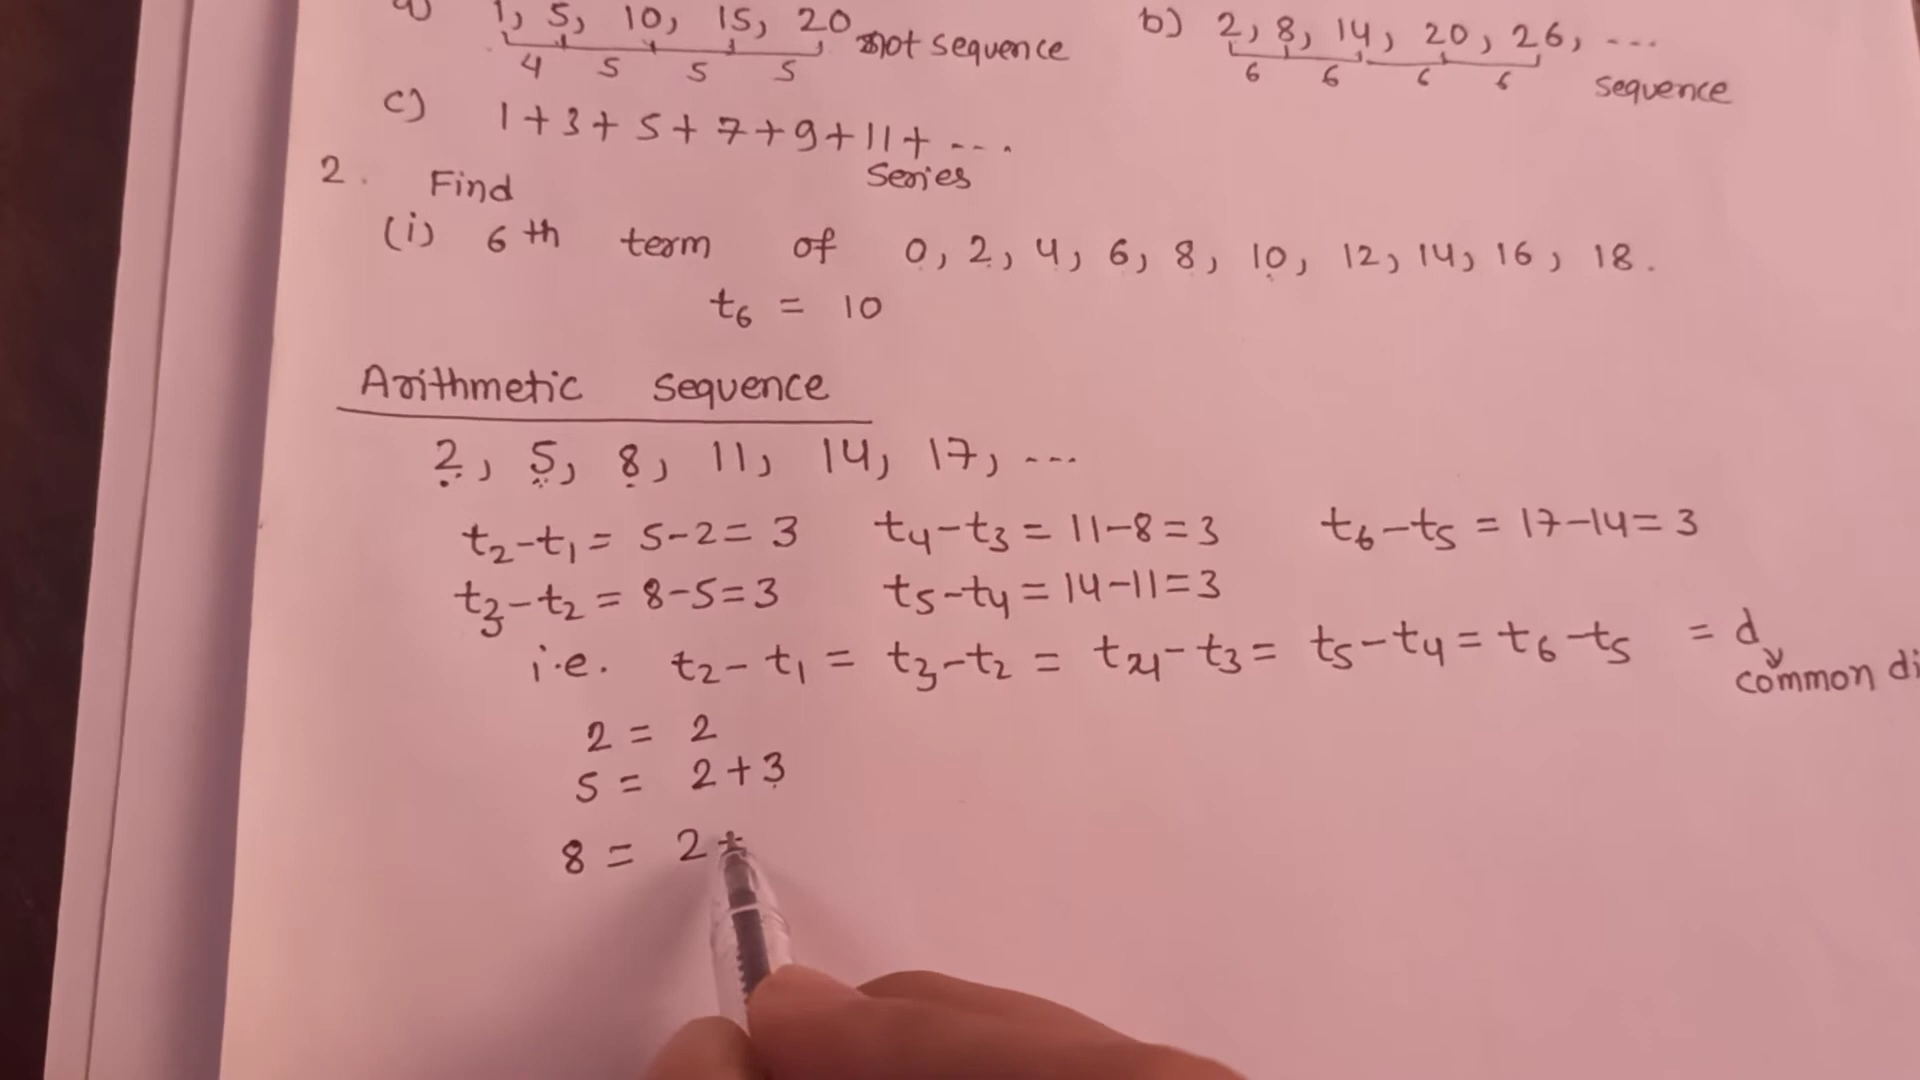 1, 5, 10, 15, 20 not sequence
4 5 5 5
b) 2, 8, 14, 20, 26, ...
6 6 6 6
sequence
c) 1+3+5+7+9+11+ ...
Series
2. Find
(i) 6th term of 0, 2, 4, 6, 8, 10, 12, 14, 16, 18.
t6 = 10
Arithmetic sequence
2, 5, 8, 11, 14, 17, ...
t2-t1 = 5-2 = 3 t4-t3 = 11-8 = 3 t6-t5 = 17-14 = 3
t3-t2 = 8-5 = 3 t5-t4 = 14-11 = 3
i.e. t2-t1 = t3-t2 = t4-t3 = t5-t4 = t6-t5 = d
common di
2 = 2
5 = 2+3
8 = 2+